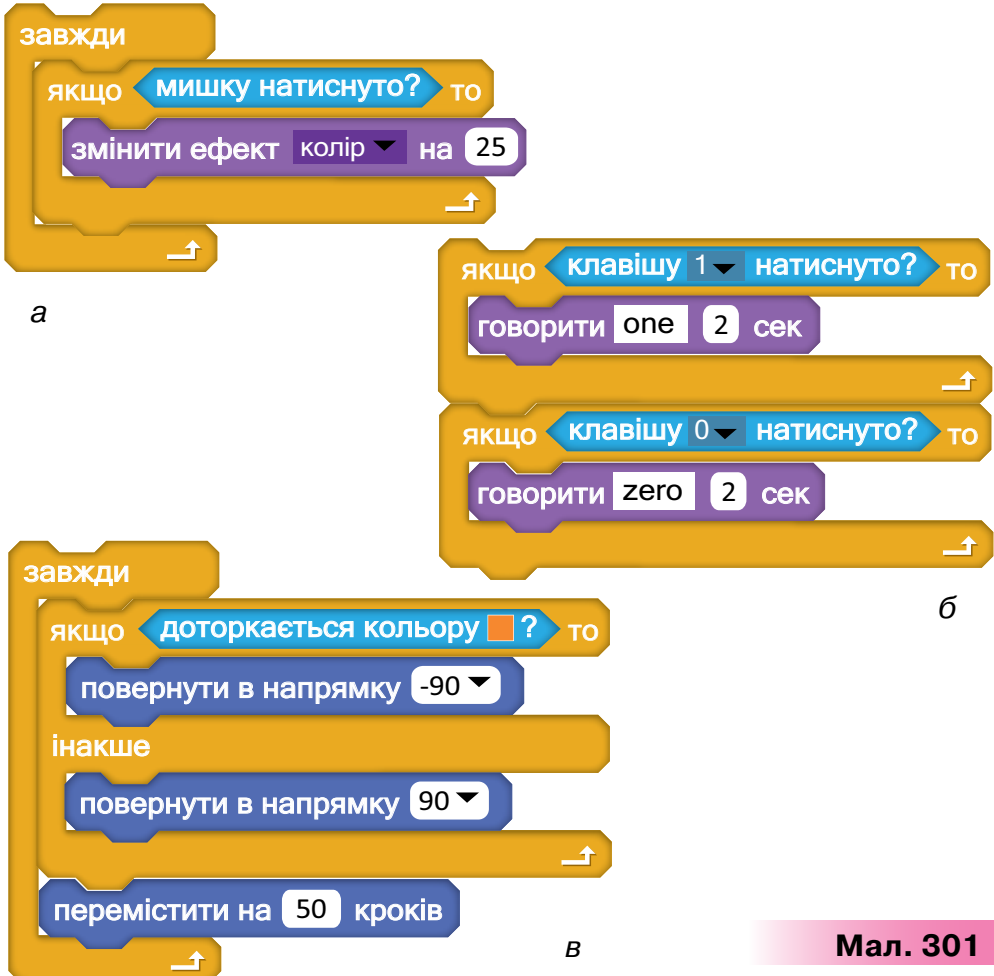 завжди
якщо мишку натиснуто? то
змінити ефект колір на 25
а
якщо клавішу 1 натиснуто? то
говорити one 2 сек
якщо клавішу 0 натиснуто? то
говорити zero 2 сек
б
завжди
якщо доторкається кольору ? то
повернути в напрямку -90
інакше
повернути в напрямку 90
перемістити на 50 кроків
в
Мал. 301